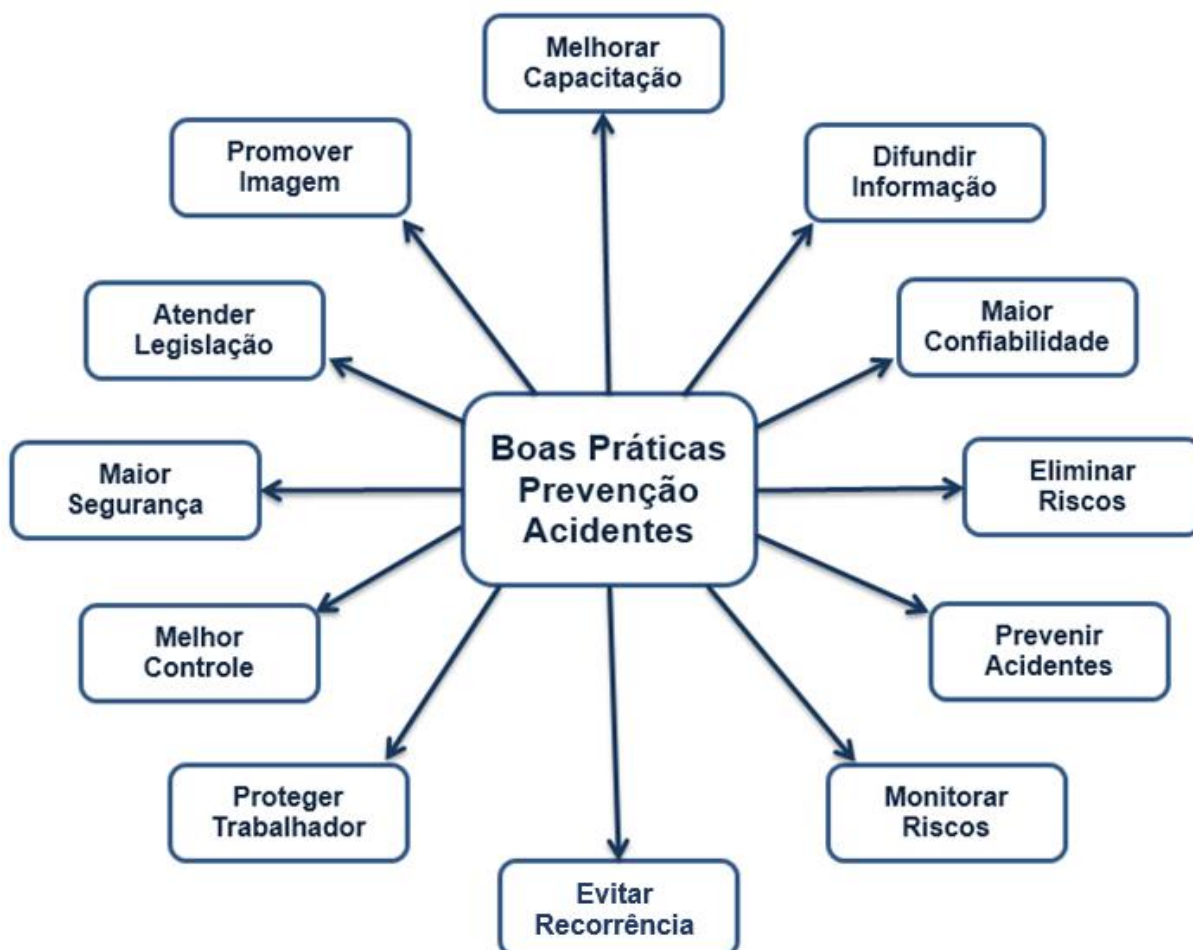 Melhorar
Capacitação
Promover
Imagem
Difundir
Informação
Atender
Legislação
Maior
Confiabilidade
Boas Práticas
Prevenção
Acidentes
Maior
Segurança
Eliminar
Riscos
Melhor
Controle
Prevenir
Acidentes
Proteger
Trabalhador
Monitorar
Riscos
Evitar
Recorrência